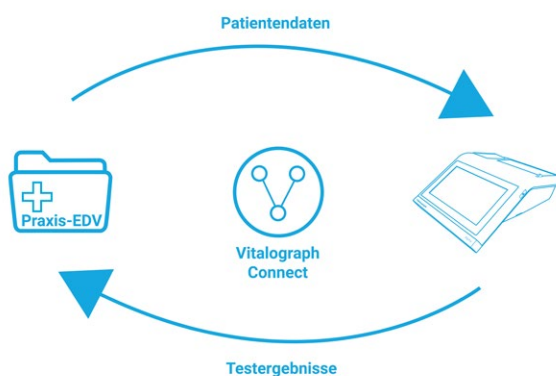 Patientendaten
Praxis-EDV
Vitalograph
Connect
Testergebnisse